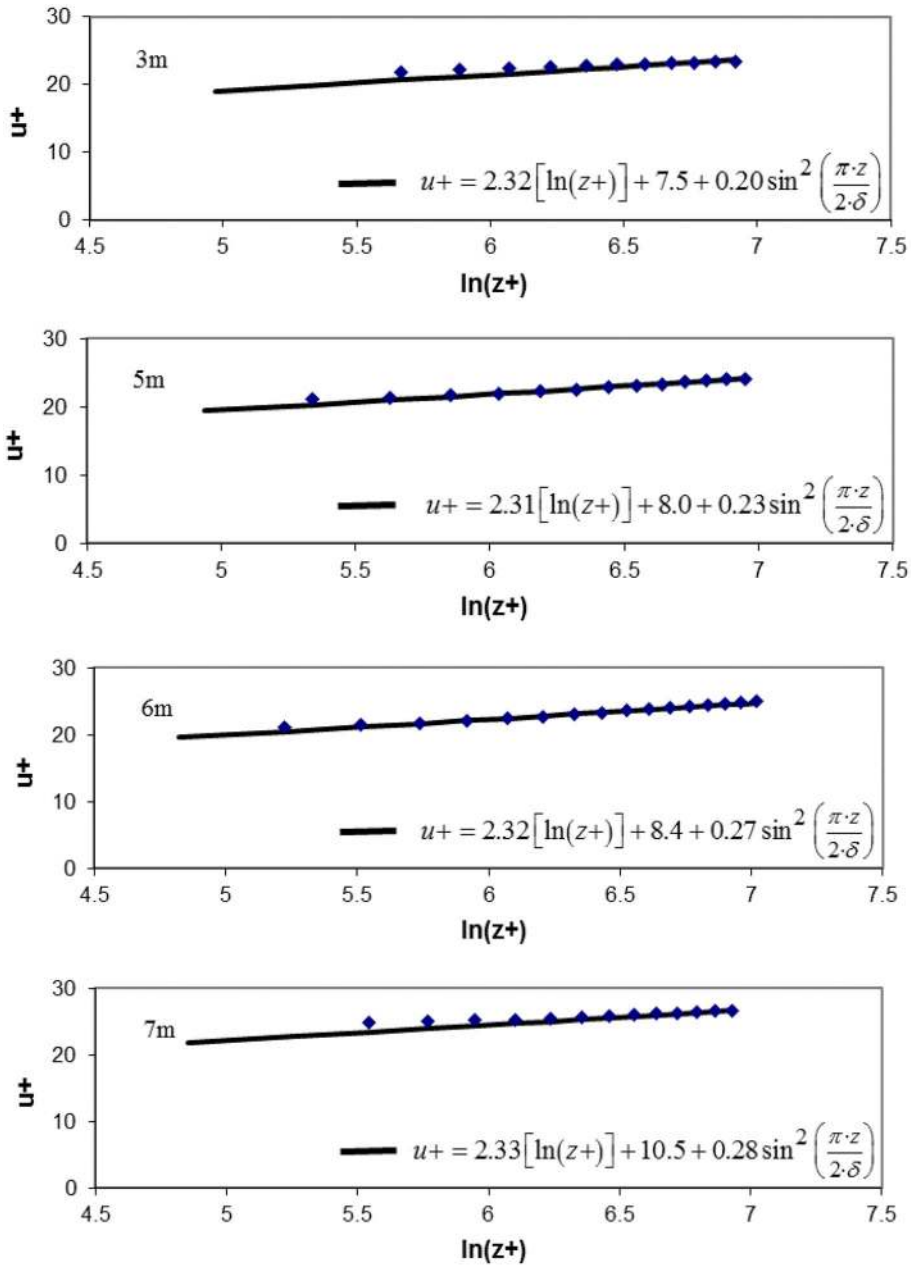 30
3m
20
u+
10
u+ = 2.32[ln(z+)] + 7.5 + 0.20 sin² (π·z / 2·δ)
0
4.5 5 5.5 6 6.5 7 7.5
ln(z+)
30
5m
20
u+
10
u+ = 2.31[ln(z+)] + 8.0 + 0.23 sin² (π·z / 2·δ)
0
4.5 5 5.5 6 6.5 7 7.5
ln(z+)
30
6m
20
u+
10
u+ = 2.32[ln(z+)] + 8.4 + 0.27 sin² (π·z / 2·δ)
0
4.5 5 5.5 6 6.5 7 7.5
ln(z+)
30
7m
20
u+
10
u+ = 2.33[ln(z+)] + 10.5 + 0.28 sin² (π·z / 2·δ)
0
4.5 5 5.5 6 6.5 7 7.5
ln(z+)